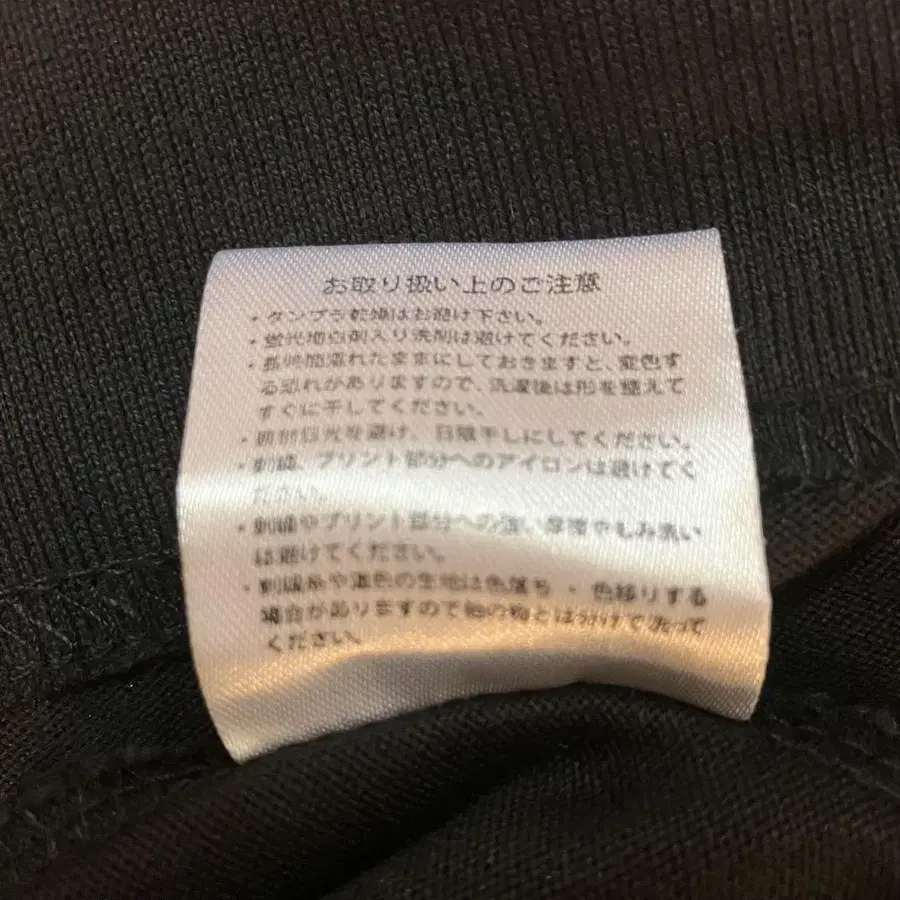 お取り扱い上のご注意
・タンブラ乾燥はお避け下さい。
・蛍光増白剤入り洗剤は避けてください。
・長時間濡れたままにしておきますと、変色す
る恐れがありますので、洗濯後は形を整えて
すぐに干してください。
・直射日光を避け、日陰干しにしてください。
・刺繍、プリント部分へのアイロンは避けてく
ださい。
・刺繍やプリント部分への強い摩擦やもみ洗い
は避けてください。
・刺繍糸や濃色の生地は色落ち・色移りする
場合がありますので他の物とは分けて洗って
ください。